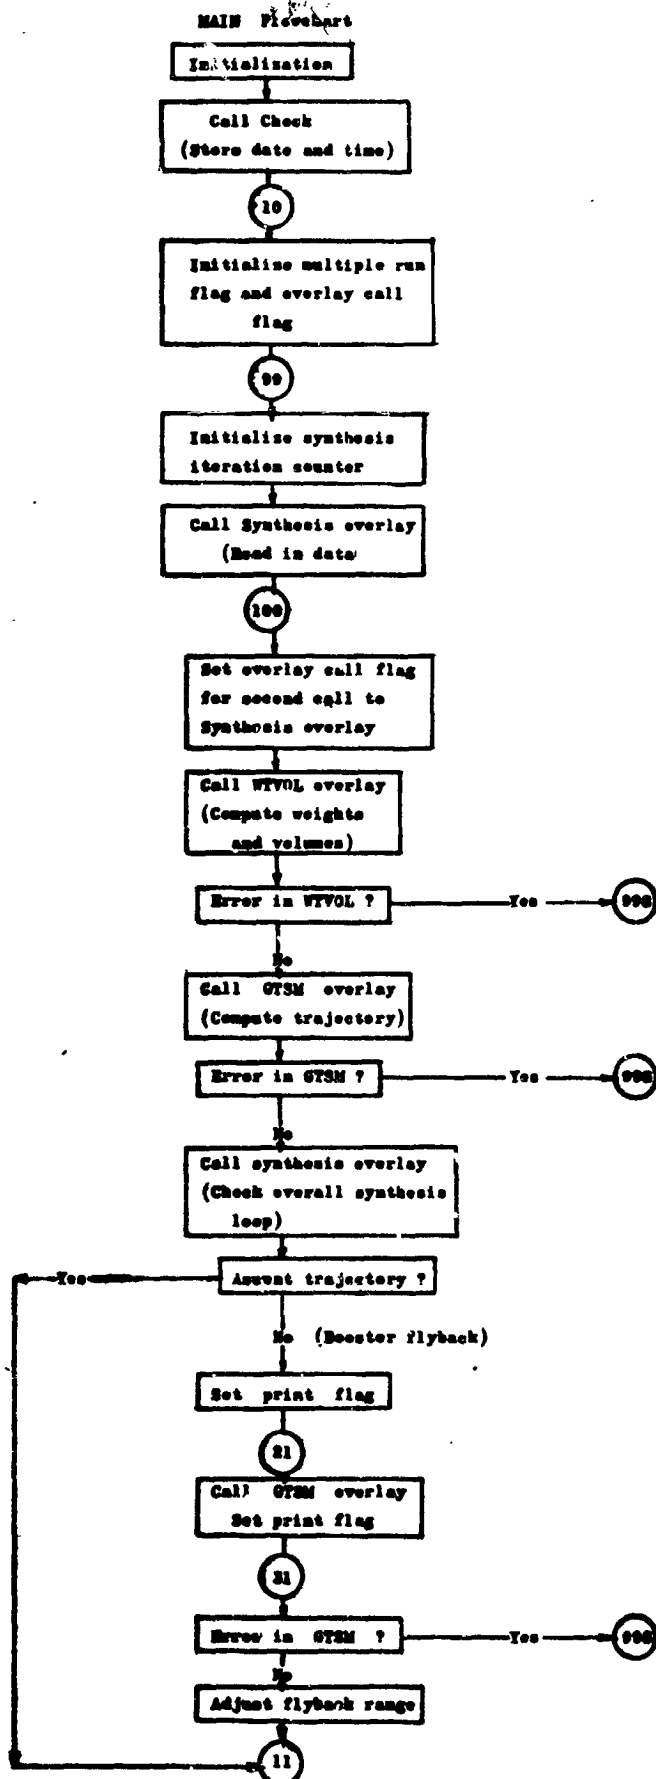 MAIN Flowchart
Initialization
Call Check
(Store date and time)
10
Initialise multiple run
flag and overlay call
flag
99
Initialise synthesis
iteration counter
Call Synthesis overlay
(Read in data
100
Set overlay call flag
for second call to
Synthesis overlay
Call WTVOL overlay
(Compute weights
and volumes)
Error in WTVOL ?
Yes
998
No
Call GTSM overlay
(Compute trajectory)
Error in GTSM ?
Yes
998
No
Call synthesis overlay
(Check overall synthesis
loop)
Yes
Ascent trajectory ?
No (Booster flyback)
Set print flag
21
Call GTSM overlay
Set print flag
31
Error in GTSM ?
Yes
998
No
Adjust flyback range
11